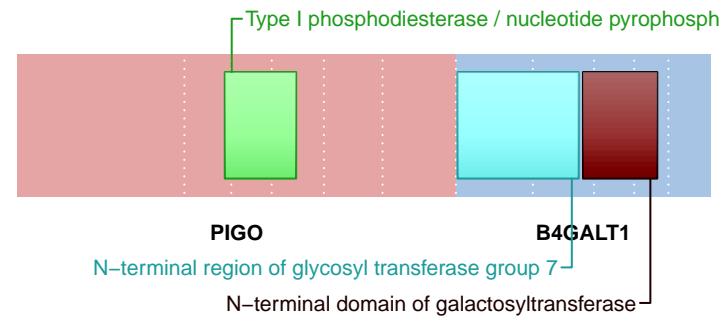 Type I phosphodiesterase / nucleotide pyrophosph
PIGO B4GALT1
N−terminal region of glycosyl transferase group 7
N−terminal domain of galactosyltransferase